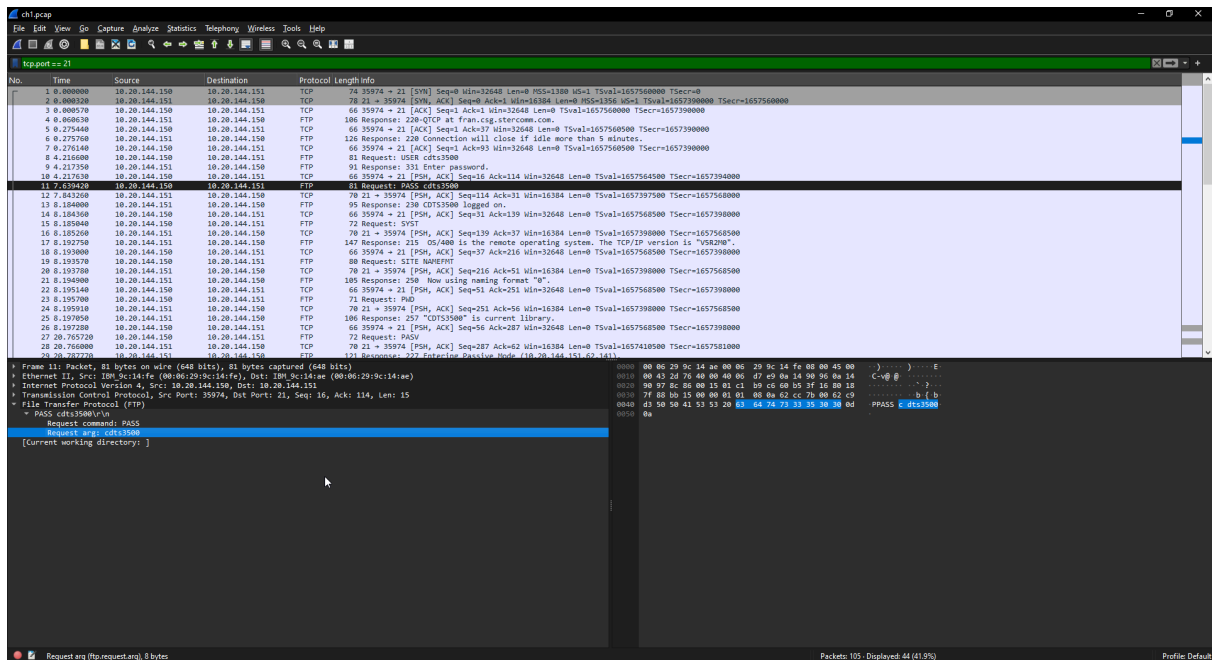 ch1.pcap
File Edit View Go Capture Analyze Statistics Telephony Wireless Tools Help
tcp.port == 21
No. Time Source Destination Protocol Length Info
1 0.000000 10.20.144.150 10.20.144.151 TCP 74 35974 → 21 [SYN] Seq=0 Win=32648 Len=0 MSS=1380 WS=1 TSval=1657560000 TSecr=0
2 0.000320 10.20.144.151 10.20.144.150 TCP 78 21 → 35974 [SYN, ACK] Seq=0 Ack=1 Win=16384 Len=0 MSS=1356 WS=1 TSval=1657390000 TSecr=1657560000
3 0.000570 10.20.144.150 10.20.144.151 TCP 66 35974 → 21 [ACK] Seq=1 Ack=1 Win=32648 Len=0 TSval=1657560000 TSecr=1657390000
4 0.060630 10.20.144.151 10.20.144.150 FTP 106 Response: 220-QTCP at fran.csg.stercomm.com.
5 0.275440 10.20.144.150 10.20.144.151 TCP 66 35974 → 21 [ACK] Seq=1 Ack=37 Win=32648 Len=0 TSval=1657560500 TSecr=1657390000
6 0.275760 10.20.144.151 10.20.144.150 FTP 126 Response: 220 Connection will close if idle more than 5 minutes.
7 0.276140 10.20.144.150 10.20.144.151 TCP 66 35974 → 21 [ACK] Seq=1 Ack=93 Win=32648 Len=0 TSval=1657560500 TSecr=1657390000
8 4.216600 10.20.144.150 10.20.144.151 FTP 81 Request: USER cdts3500
9 4.217350 10.20.144.151 10.20.144.150 FTP 91 Response: 331 Enter password.
10 4.217630 10.20.144.150 10.20.144.151 TCP 66 35974 → 21 [PSH, ACK] Seq=16 Ack=114 Win=32648 Len=0 TSval=1657564500 TSecr=1657394000
11 7.639420 10.20.144.150 10.20.144.151 FTP 81 Request: PASS cdts3500
12 7.843260 10.20.144.151 10.20.144.150 TCP 70 21 → 35974 [PSH, ACK] Seq=114 Ack=31 Win=16384 Len=0 TSval=1657397500 TSecr=1657568000
13 8.184000 10.20.144.151 10.20.144.150 FTP 95 Response: 230 CDTS3500 logged on.
14 8.184360 10.20.144.150 10.20.144.151 TCP 66 35974 → 21 [PSH, ACK] Seq=31 Ack=139 Win=32648 Len=0 TSval=1657568500 TSecr=1657398000
15 8.185040 10.20.144.150 10.20.144.151 FTP 72 Request: SYST
16 8.185260 10.20.144.151 10.20.144.150 TCP 70 21 → 35974 [PSH, ACK] Seq=139 Ack=37 Win=16384 Len=0 TSval=1657398000 TSecr=1657568500
17 8.192750 10.20.144.151 10.20.144.150 FTP 147 Response: 215 OS/400 is the remote operating system. The TCP/IP version is "V5R2M0".
18 8.193000 10.20.144.150 10.20.144.151 TCP 66 35974 → 21 [PSH, ACK] Seq=37 Ack=216 Win=32648 Len=0 TSval=1657568500 TSecr=1657398000
19 8.193570 10.20.144.150 10.20.144.151 FTP 80 Request: SITE NAMEFMT
20 8.193780 10.20.144.151 10.20.144.150 TCP 70 21 → 35974 [PSH, ACK] Seq=216 Ack=51 Win=16384 Len=0 TSval=1657398000 TSecr=1657568500
21 8.194900 10.20.144.151 10.20.144.150 FTP 105 Response: 250 Now using naming format "0".
22 8.195140 10.20.144.150 10.20.144.151 TCP 66 35974 → 21 [PSH, ACK] Seq=51 Ack=251 Win=32648 Len=0 TSval=1657568500 TSecr=1657398000
23 8.195700 10.20.144.150 10.20.144.151 FTP 71 Request: PWD
24 8.195910 10.20.144.151 10.20.144.150 TCP 70 21 → 35974 [PSH, ACK] Seq=251 Ack=56 Win=16384 Len=0 TSval=1657398000 TSecr=1657568500
25 8.197050 10.20.144.151 10.20.144.150 FTP 106 Response: 257 "CDTS3500" is current library.
26 8.197280 10.20.144.150 10.20.144.151 TCP 66 35974 → 21 [PSH, ACK] Seq=56 Ack=287 Win=32648 Len=0 TSval=1657568500 TSecr=1657398000
27 20.765720 10.20.144.150 10.20.144.151 FTP 72 Request: PASV
28 20.766000 10.20.144.151 10.20.144.150 TCP 70 21 → 35974 [PSH, ACK] Seq=287 Ack=62 Win=16384 Len=0 TSval=1657410500 TSecr=1657581000
29 20.787770 10.20.144.151 10.20.144.150 FTP 121 Response: 227 Entering Passive Mode (10,20,144,151,62,141).
Frame 11: Packet, 81 bytes on wire (648 bits), 81 bytes captured (648 bits)
Ethernet II, Src: IBM_9c:14:fe (00:06:29:9c:14:fe), Dst: IBM_9c:14:ae (00:06:29:9c:14:ae)
Internet Protocol Version 4, Src: 10.20.144.150, Dst: 10.20.144.151
Transmission Control Protocol, Src Port: 35974, Dst Port: 21, Seq: 16, Ack: 114, Len: 15
File Transfer Protocol (FTP)
PASS cdts3500\r\n
Request command: PASS
Request arg: cdts3500
[Current working directory: ]
0000 00 06 29 9c 14 ae 00 06 29 9c 14 fe 08 00 45 00 ··)·····)·····E·
0010 00 43 2d 76 40 00 40 06 d7 e9 0a 14 90 96 0a 14 ·C-v@·@·········
0020 90 97 8c 86 00 15 01 c1 b9 c6 60 b5 3f 16 80 18 ··········`·?···
0030 7f 88 bb 15 00 00 01 01 08 0a 62 cc 7b 00 62 c9 ··········b·{·b·
0040 d3 50 50 41 53 53 20 63 64 74 73 33 35 30 30 0d ·PPASS cdts3500·
0050 0a ·
Request arg (ftp.request.arg), 8 bytes
Packets: 105 · Displayed: 44 (41.9%)
Profile: Default